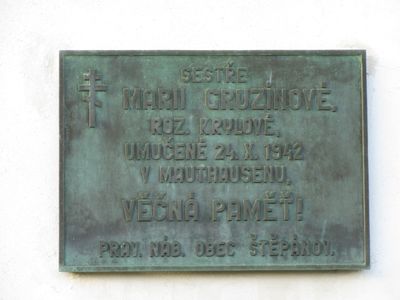 SESTŘE
MARII GRUZÍNOVÉ,
ROZ. KRYLOVÉ,
UMUČENÉ 24. X. 1942
V MAUTHAUSENU.
VĚČNÁ PAMĚŤ!
PRAV. NÁB. OBEC ŠTĚPÁNOV.